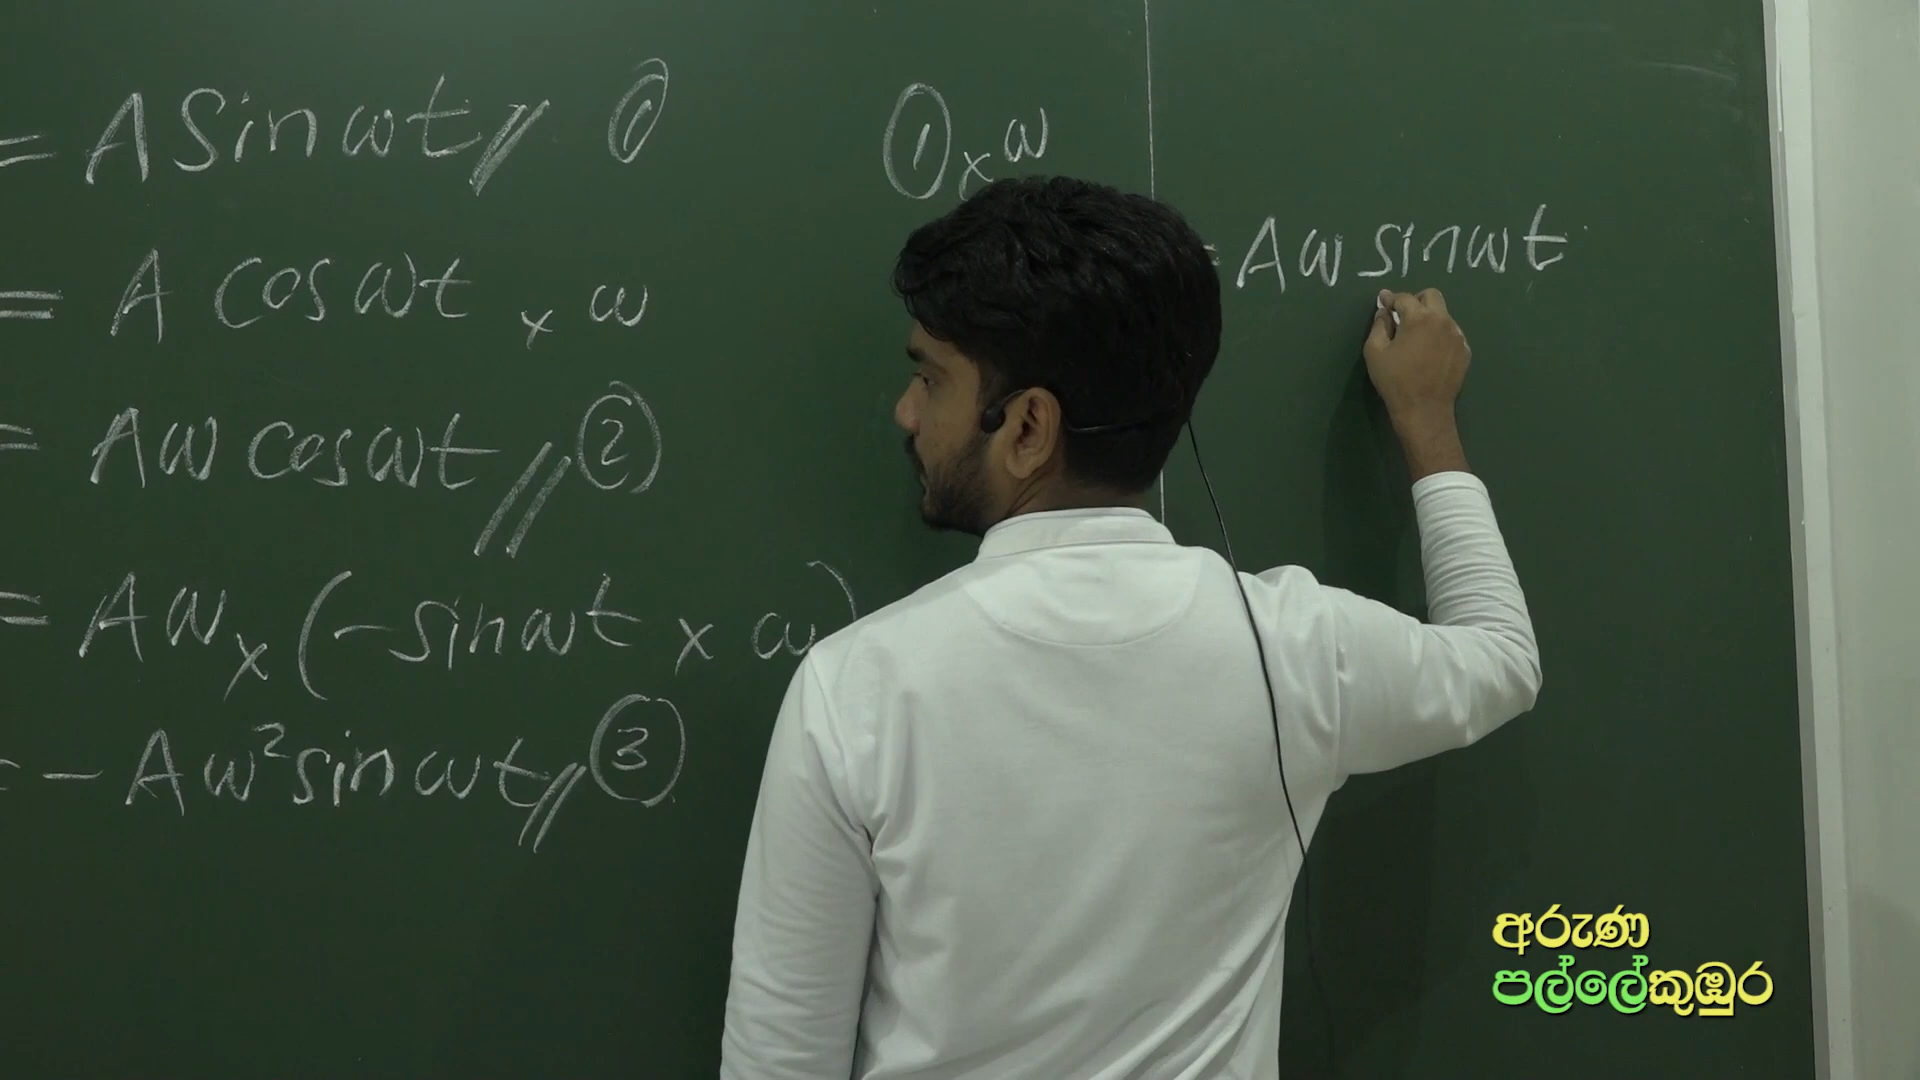 = A Sin ωt // ①
= A cos ωt × ω
= Aω cos ωt // ②
= Aω × (- sin ωt × ω)
= - Aω² sin ωt // ③
① × ω
= Aω sin ωt
අරුණ
පල්ලේකුඹුර